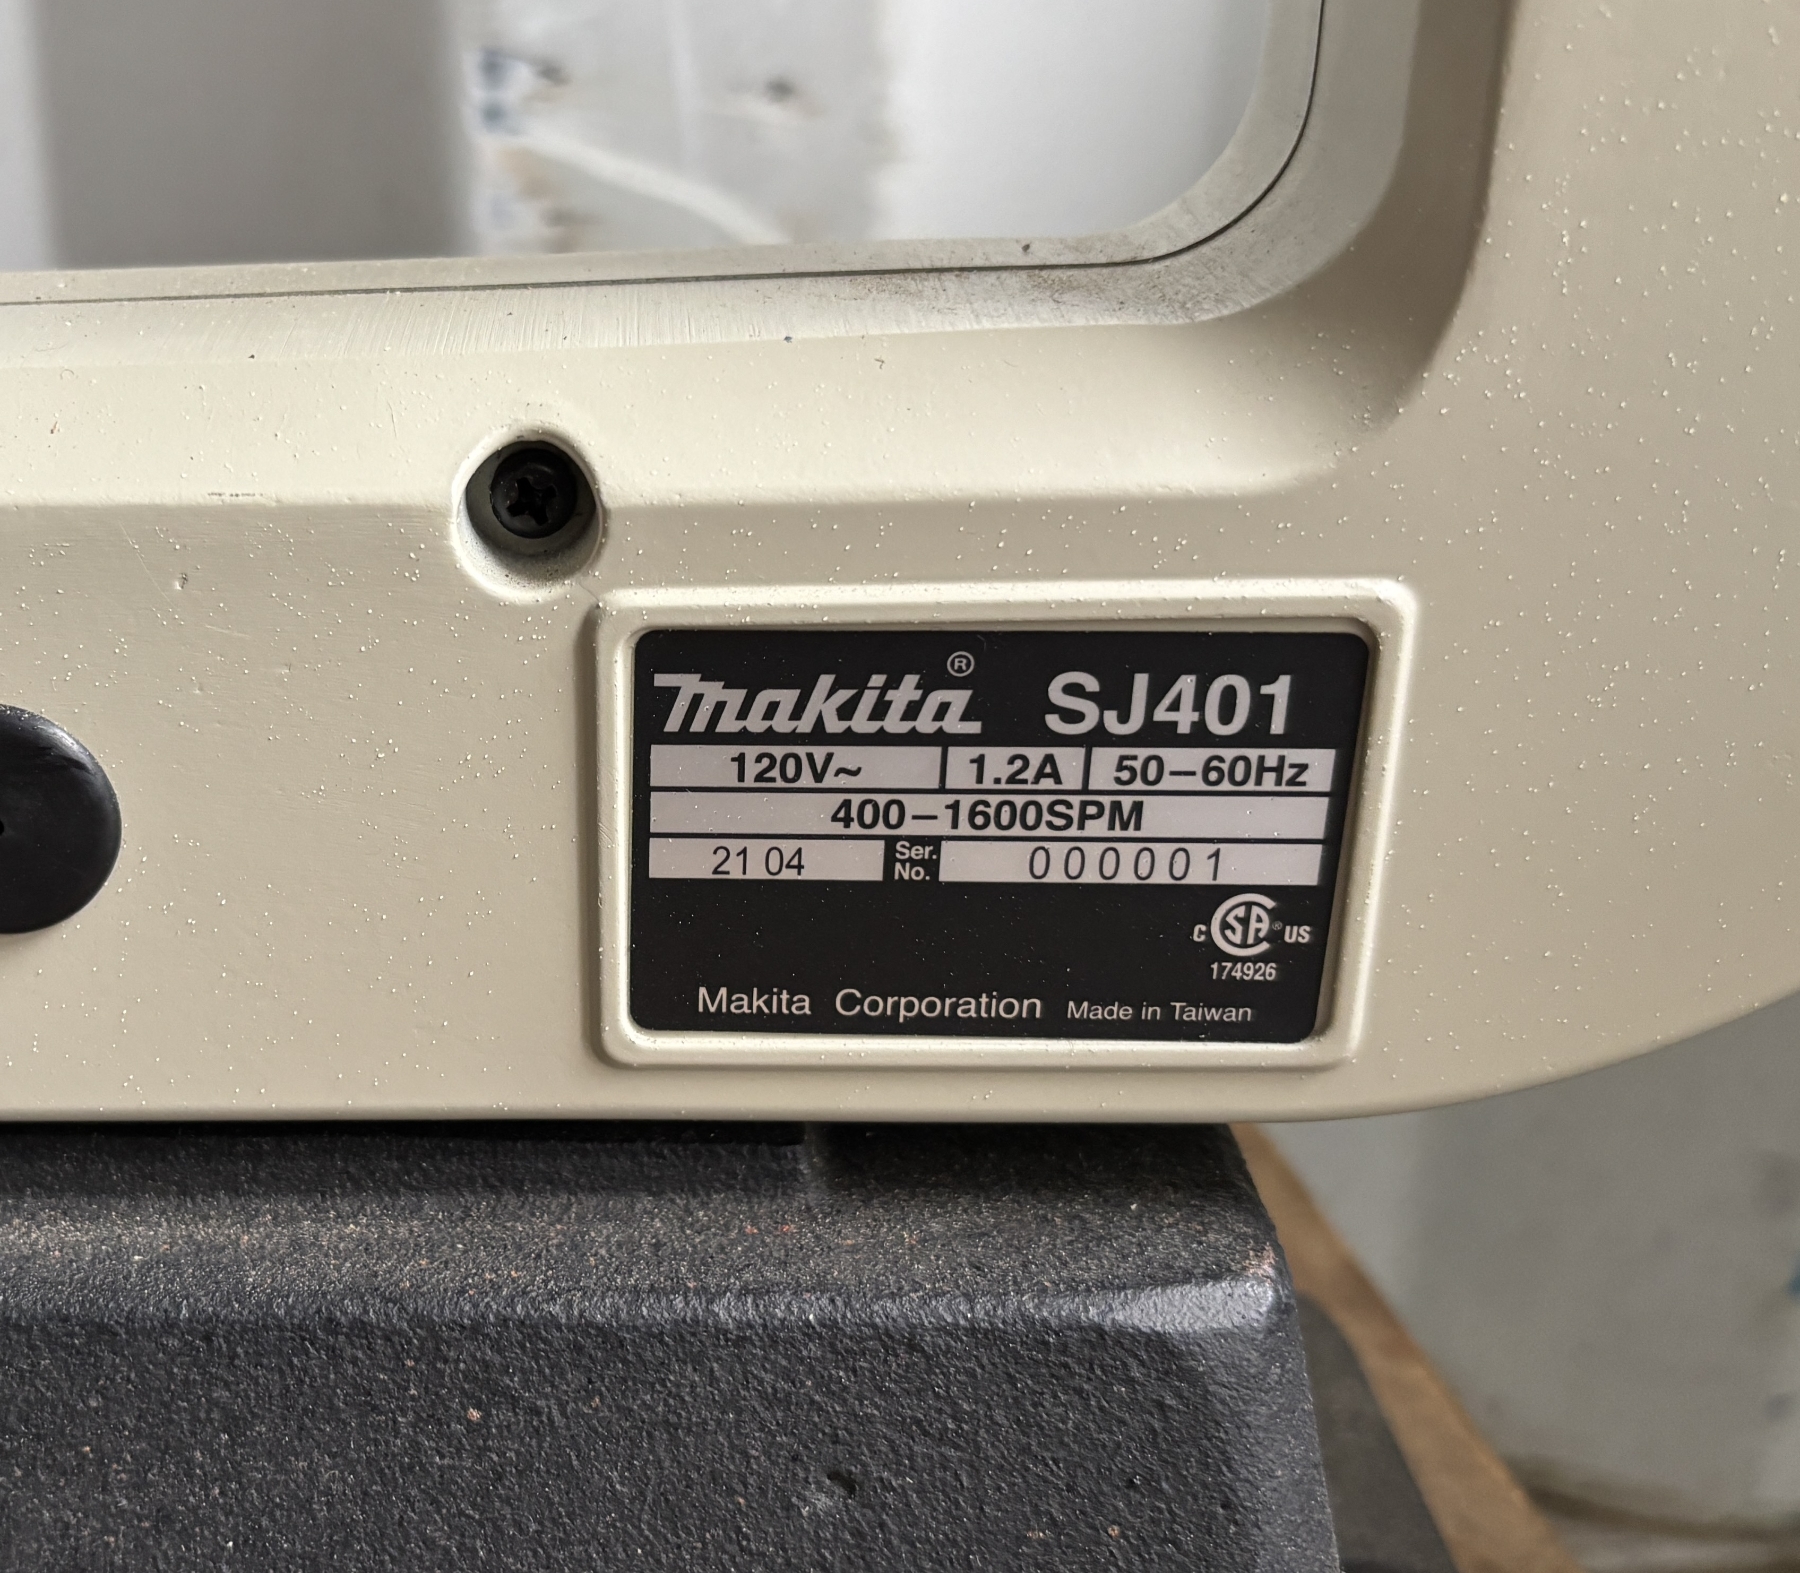 makita® SJ401
120V~ 1.2A 50–60Hz
400–1600SPM
21 04 Ser. No. 000001
C SA® US
174926
Makita Corporation Made in Taiwan